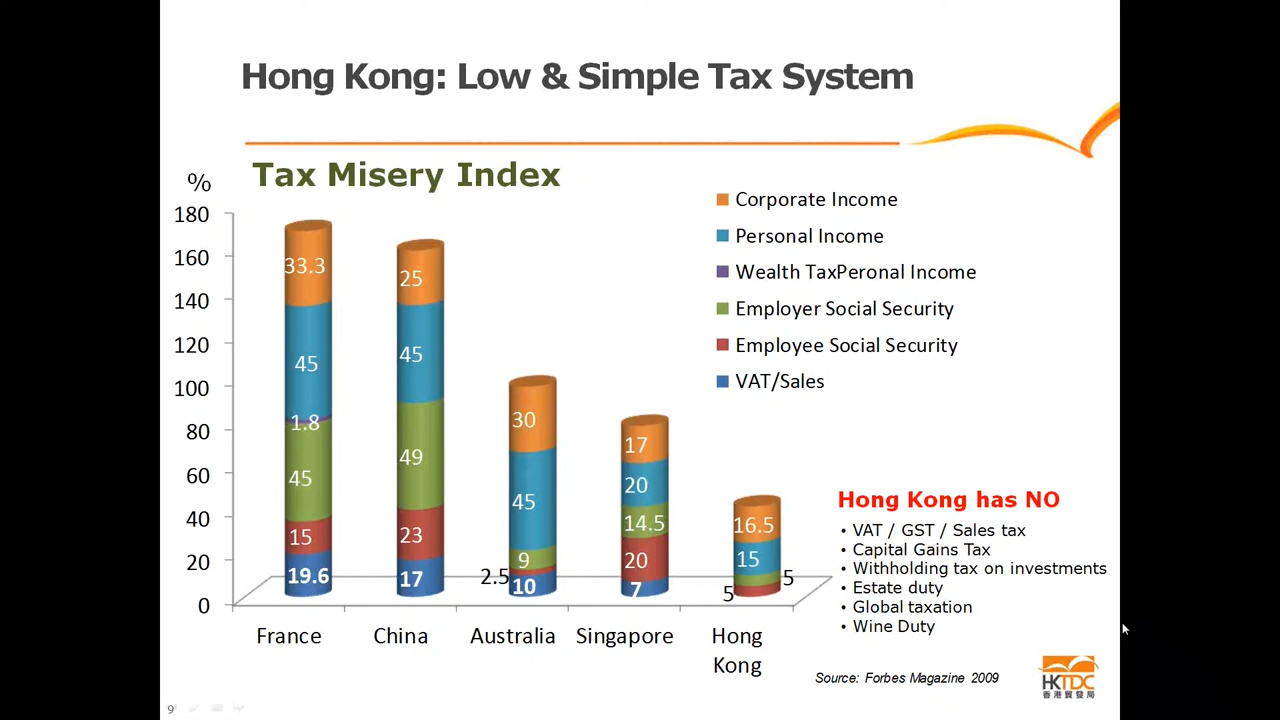 Hong Kong: Low & Simple Tax System
Tax Misery Index
%
180
160
140
120
100
80
60
40
20
0
33.3
45
1.8
45
15
19.6
25
45
49
23
17
30
45
9
2.5
10
17
20
14.5
20
7
16.5
15
5
5
France
China
Australia
Singapore
Hong
Kong
Corporate Income
Personal Income
Wealth TaxPeronal Income
Employer Social Security
Employee Social Security
VAT/Sales
Hong Kong has NO
• VAT / GST / Sales tax
• Capital Gains Tax
• Withholding tax on investments
• Estate duty
• Global taxation
• Wine Duty
Source: Forbes Magazine 2009
HKTDC
香港貿發局
9